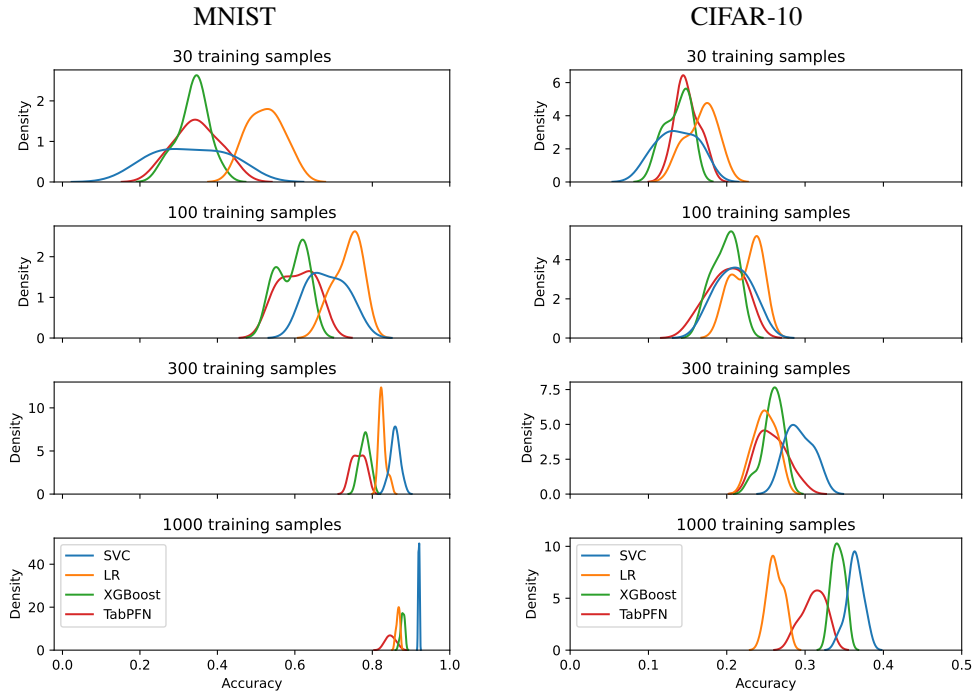 MNIST
CIFAR-10
30 training samples
Density
2
1
0
30 training samples
Density
6
4
2
0
100 training samples
Density
2
1
0
100 training samples
Density
4
2
0
300 training samples
Density
10
5
0
300 training samples
Density
7.5
5.0
2.5
0.0
1000 training samples
Density
40
20
0
SVC
LR
XGBoost
TabPFN
0.0 0.2 0.4 0.6 0.8 1.0
Accuracy
1000 training samples
Density
10
5
0
SVC
LR
XGBoost
TabPFN
0.0 0.1 0.2 0.3 0.4 0.5
Accuracy